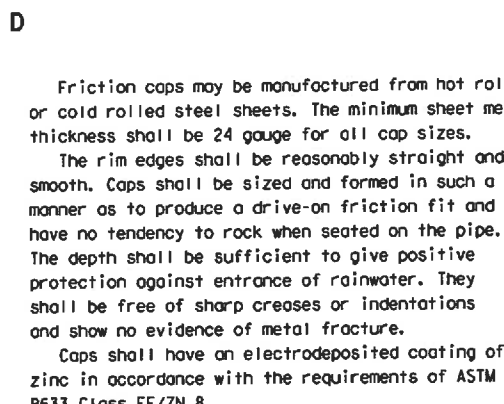 D
Friction caps may be manufactured from hot rol
or cold rolled steel sheets. The minimum sheet me
thickness shall be 24 gauge for all cap sizes.
The rim edges shall be reasonably straight and
smooth. Caps shall be sized and formed in such a
manner as to produce a drive-on friction fit and
have no tendency to rock when seated on the pipe.
The depth shall be sufficient to give positive
protection against entrance of rainwater. They
shall be free of sharp creases or indentations
and show no evidence of metal fracture.
Caps shall have an electrodeposited coating of
zinc in accordance with the requirements of ASTM
B633 Class FE/ZN 8